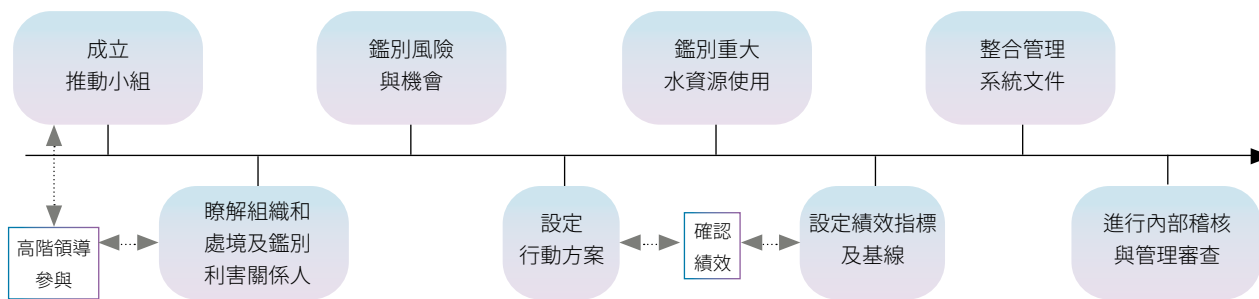 成立
推動小組
鑑別風險
與機會
鑑別重大
水資源使用
整合管理
系統文件
高階領導
參與
瞭解組織和
處境及鑑別
利害關係人
設定
行動方案
確認
績效
設定績效指標
及基線
進行內部稽核
與管理審查